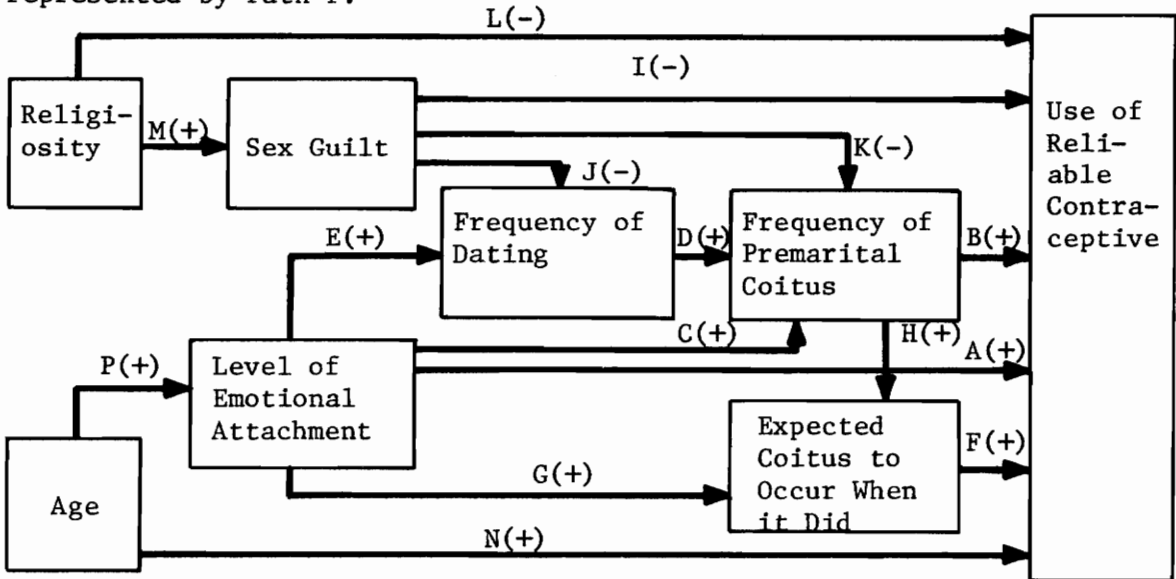 represented by Path P.
L(-)
I(-)
Religi-
osity
M(+)
Sex Guilt
K(-)
J(-)
Use of
Reli-
able
Contra-
ceptive
E(+)
Frequency of
Dating
D(+)
Frequency of
Premarital
Coitus
B(+)
C(+)
H(+)
A(+)
P(+)
Level of
Emotional
Attachment
Expected
Coitus to
Occur When
it Did
F(+)
G(+)
Age
N(+)